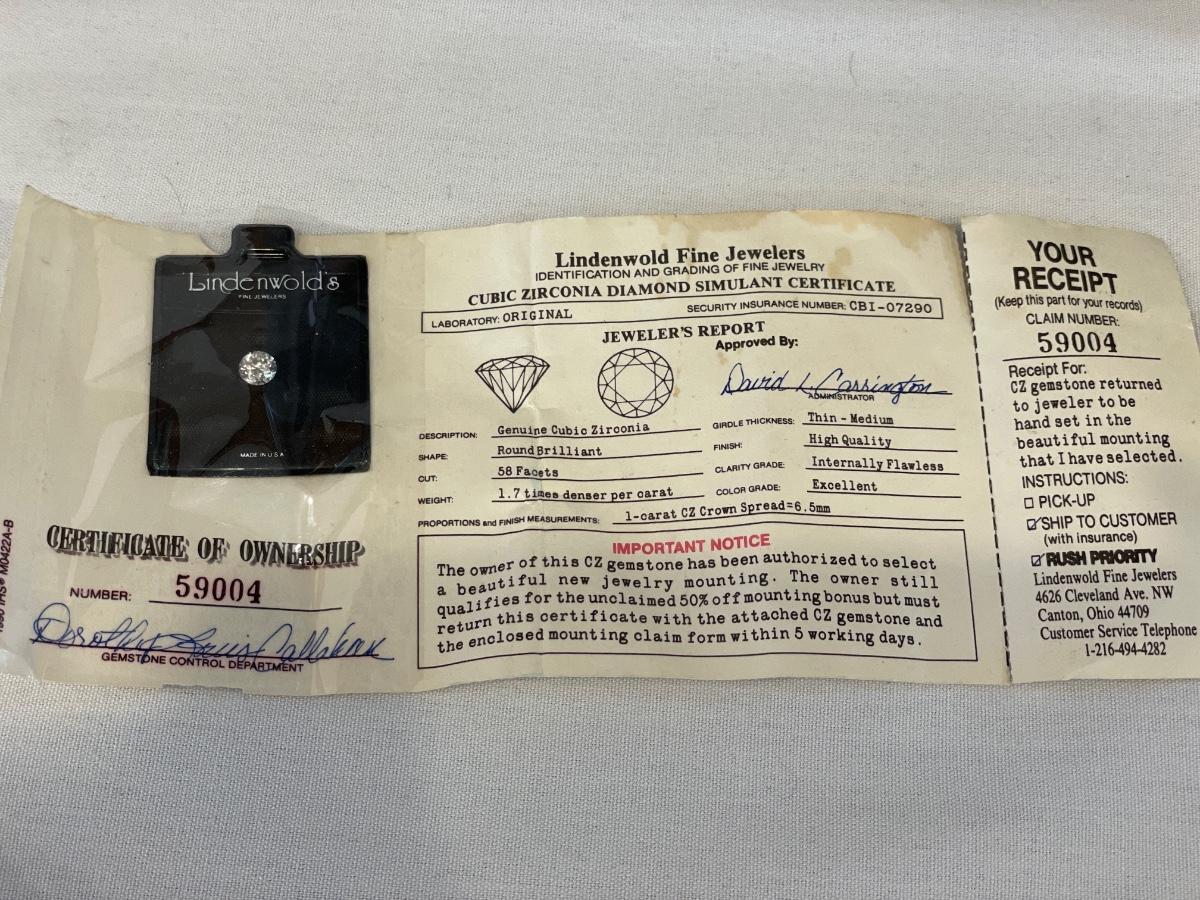 Lindenwold's
FINE JEWELERS
MADE IN U.S.A
CERTIFICATE OF OWNERSHIP
NUMBER: 59004
GEMSTONE CONTROL DEPARTMENT
M0422A-B
Lindenwold Fine Jewelers
IDENTIFICATION AND GRADING OF FINE JEWELRY
CUBIC ZIRCONIA DIAMOND SIMULANT CERTIFICATE
LABORATORY: ORIGINAL SECURITY INSURANCE NUMBER: CBI-07290
JEWELER'S REPORT
Approved By:
David L Carrington
ADMINISTRATOR
DESCRIPTION: Genuine Cubic Zirconia
SHAPE: Round Brilliant
CUT: 58 Facets
WEIGHT: 1.7 times denser per carat
GIRDLE THICKNESS: Thin - Medium
FINISH: High Quality
CLARITY GRADE: Internally Flawless
COLOR GRADE: Excellent
PROPORTIONS and FINISH MEASUREMENTS: 1-carat CZ Crown Spread=6.5mm
IMPORTANT NOTICE
The owner of this CZ gemstone has been authorized to select
a beautiful new jewelry mounting. The owner still
qualifies for the unclaimed 50% off mounting bonus but must
return this certificate with the attached CZ gemstone and
the enclosed mounting claim form within 5 working days.
YOUR
RECEIPT
(Keep this part for your records)
CLAIM NUMBER:
59004
Receipt For:
CZ gemstone returned
to jeweler to be
hand set in the
beautiful mounting
that I have selected.
INSTRUCTIONS:
PICK-UP
SHIP TO CUSTOMER
(with insurance)
RUSH PRIORITY
Lindenwold Fine Jewelers
4626 Cleveland Ave. NW
Canton, Ohio 44709
Customer Service Telephone
1-216-494-4282